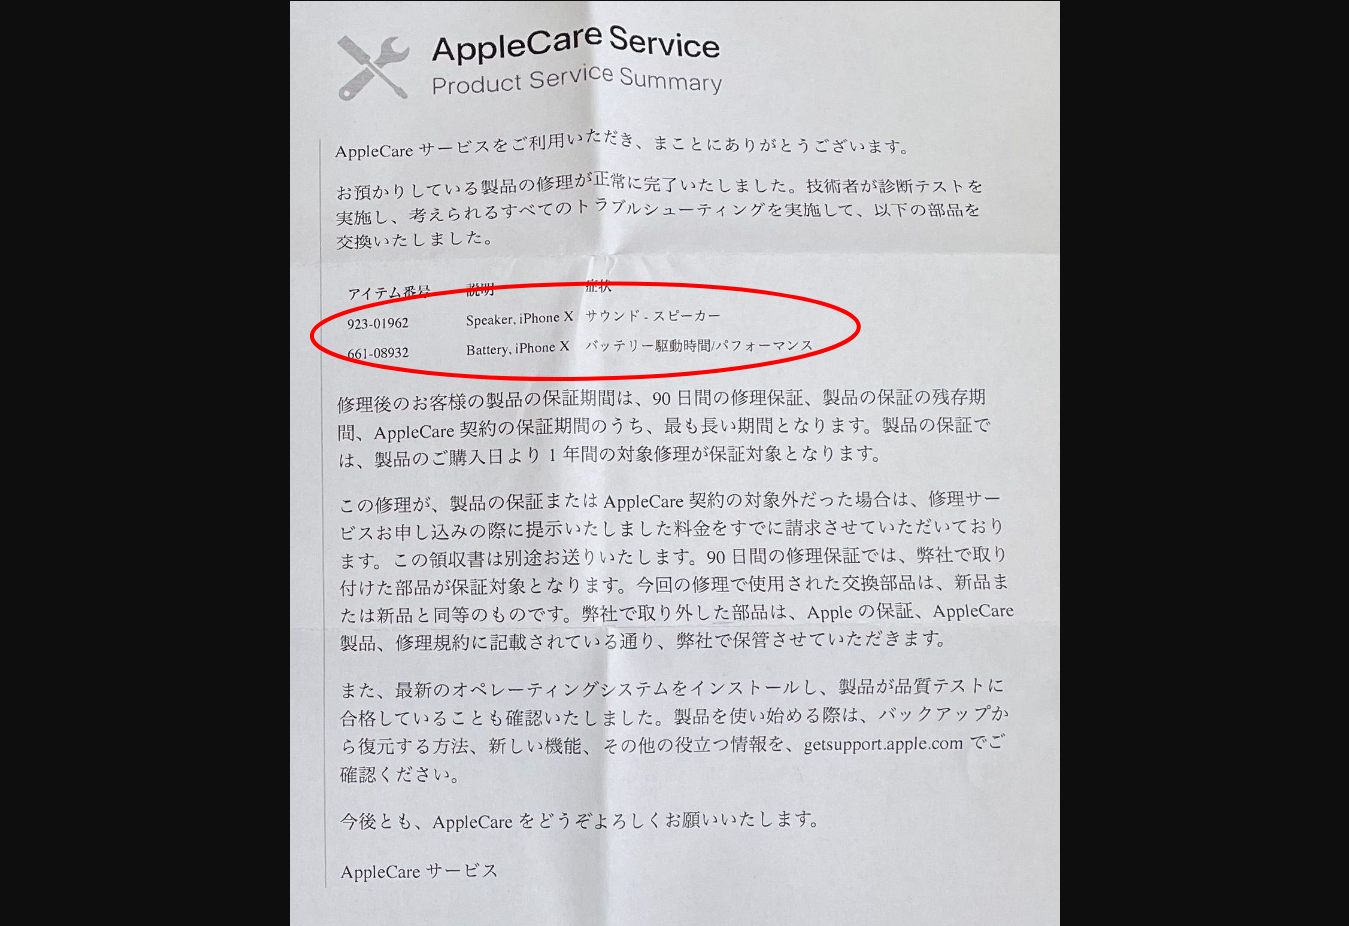 AppleCare Service
Product Service Summary
AppleCare サービスをご利用いただき、まことにありがとうございます。
お預かりしている製品の修理が正常に完了いたしました。技術者が診断テストを
実施し、考えられるすべてのトラブルシューティングを実施して、以下の部品を
交換いたしました。
アイテム番号 説明 症状
923-01962 Speaker, iPhone X サウンド - スピーカー
661-08932 Battery, iPhone X バッテリー駆動時間/パフォーマンス
修理後のお客様の製品の保証期間は、90 日間の修理保証、製品の保証の残存期
間、AppleCare 契約の保証期間のうち、最も長い期間となります。製品の保証で
は、製品のご購入日より 1 年間の対象修理が保証対象となります。
この修理が、製品の保証または AppleCare 契約の対象外だった場合は、修理サー
ビスお申し込みの際に提示いたしました料金をすでに請求させていただいており
ます。この領収書は別途お送りいたします。90 日間の修理保証では、弊社で取り
付けた部品が保証対象となります。今回の修理で使用された交換部品は、新品ま
たは新品と同等のものです。弊社で取り外した部品は、Apple の保証、AppleCare
製品、修理規約に記載されている通り、弊社で保管させていただきます。
また、最新のオペレーティングシステムをインストールし、製品が品質テストに
合格していることも確認いたしました。製品を使い始める際は、バックアップか
ら復元する方法、新しい機能、その他の役立つ情報を、getsupport.apple.com でご
確認ください。
今後とも、AppleCare をどうぞよろしくお願いいたします。
AppleCare サービス